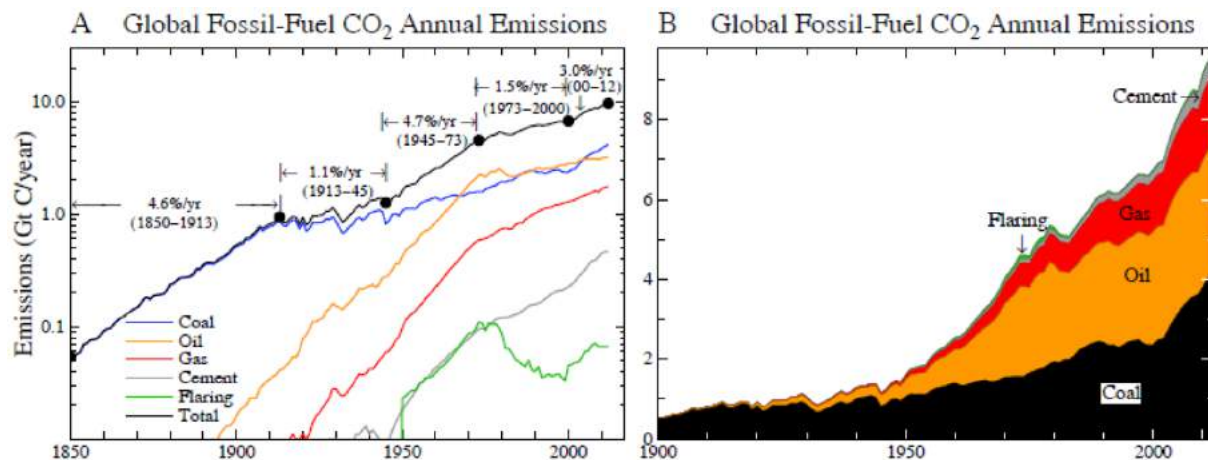 A Global Fossil-Fuel CO₂ Annual Emissions
10.0
1.0
0.1
Emissions (Gt C/year)
4.6%/yr
(1850–1913)
1.1%/yr
(1913–45)
4.7%/yr
(1945–73)
1.5%/yr
(1973–2000)
3.0%/yr
(00–12)
Coal
Oil
Gas
Cement
Flaring
Total
1850
1900
1950
2000
B Global Fossil-Fuel CO₂ Annual Emissions
8
6
4
2
0
Cement
Flaring
Gas
Oil
Coal
1900
1950
2000